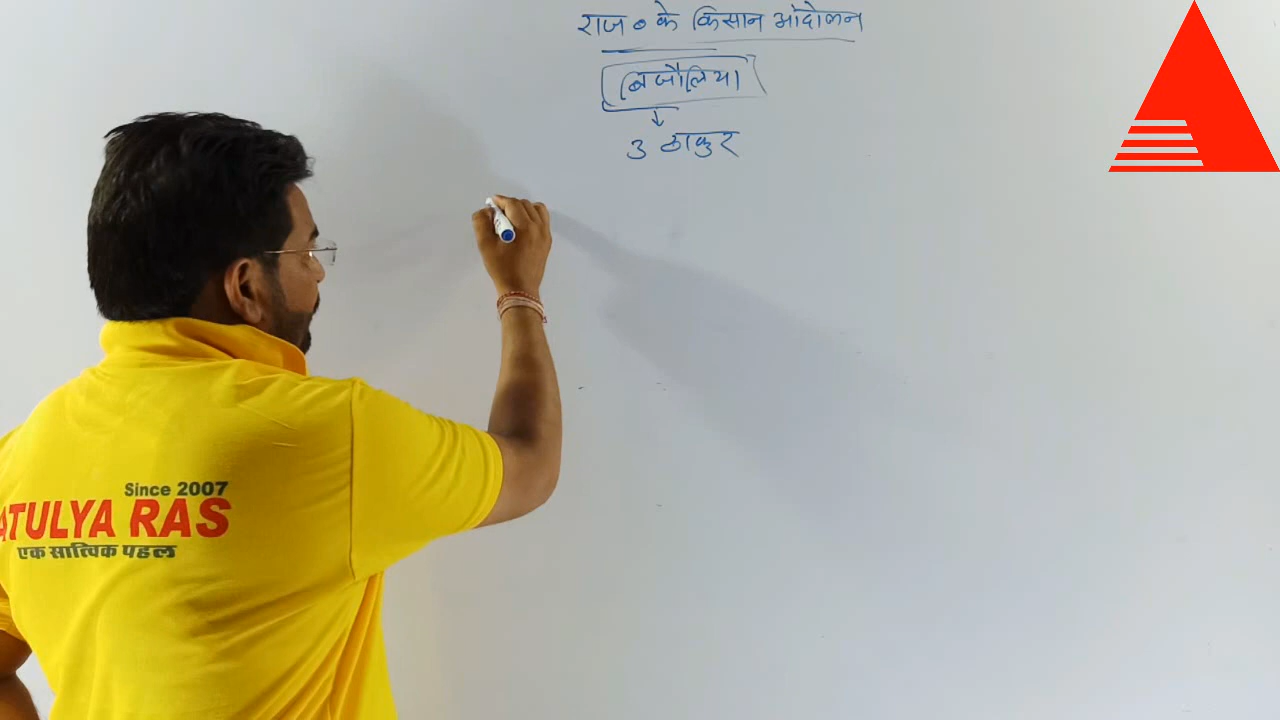 राज० के किसान आंदोलन
बिजौलिया
↓
3 ठाकुर
Since 2007
ATULYA RAS
एक सात्विक पहल